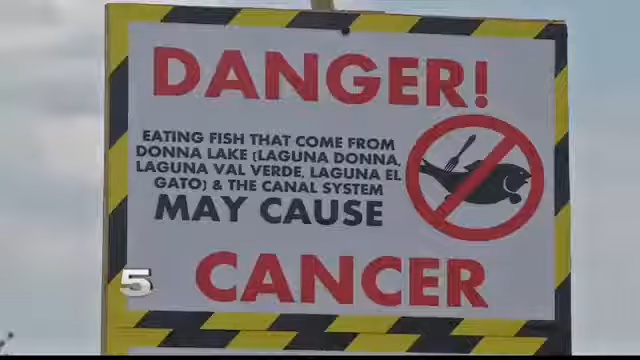 DANGER!
EATING FISH THAT COME FROM
DONNA LAKE (LAGUNA DONNA,
LAGUNA VAL VERDE, LAGUNA EL
GATO) & THE CANAL SYSTEM
MAY CAUSE
CANCER
5